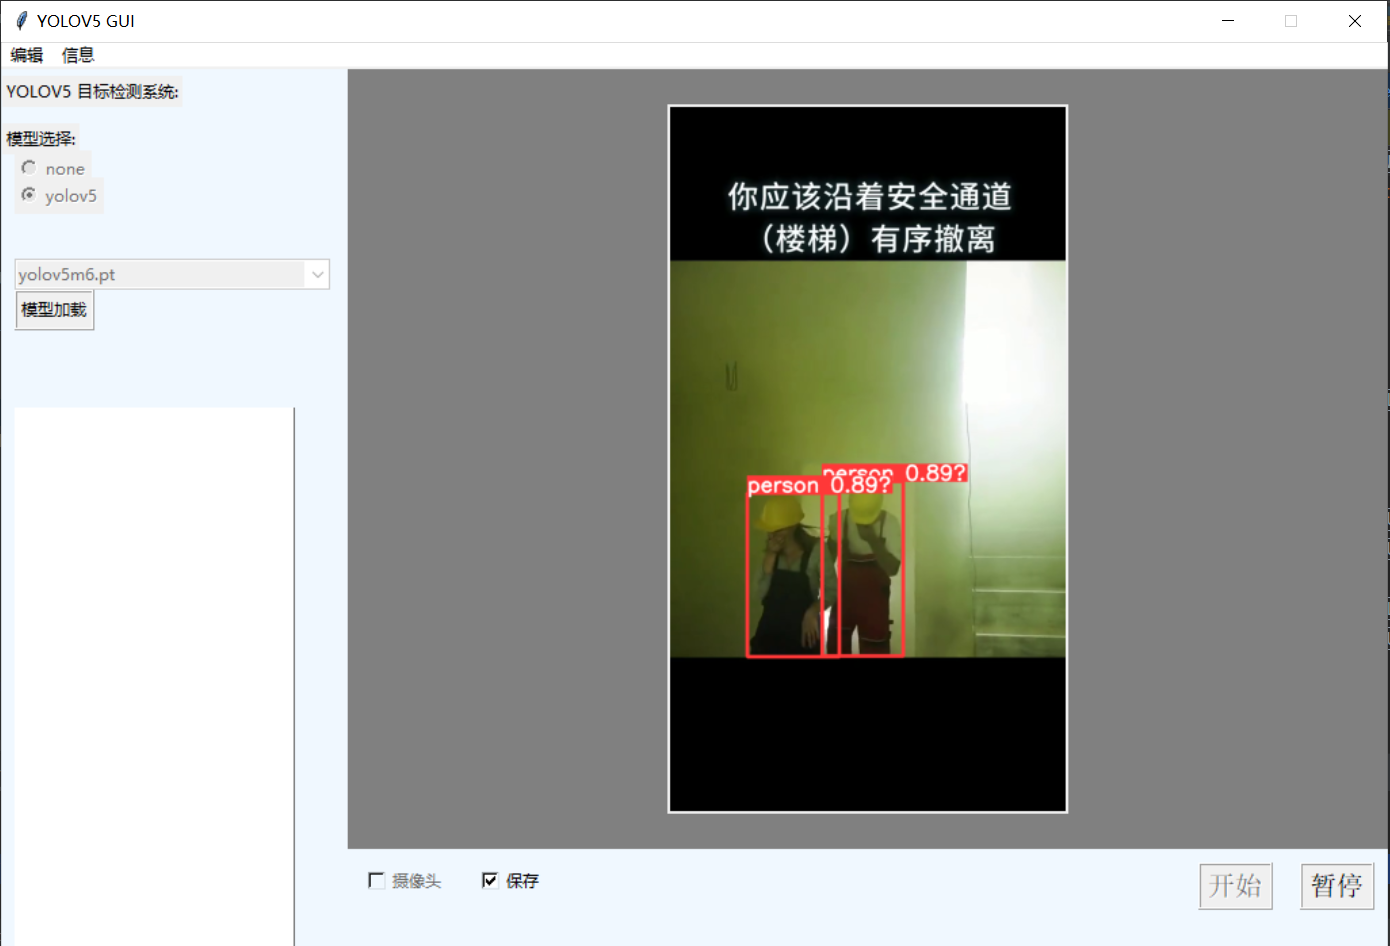 YOLOV5 GUI
编辑 信息
YOLOV5 目标检测系统:
模型选择:
none
yolov5
yolov5m6.pt
模型加载
你应该沿着安全通道
（楼梯）有序撤离
person 0.89?
person 0.89?
摄像头 保存 开始 暂停